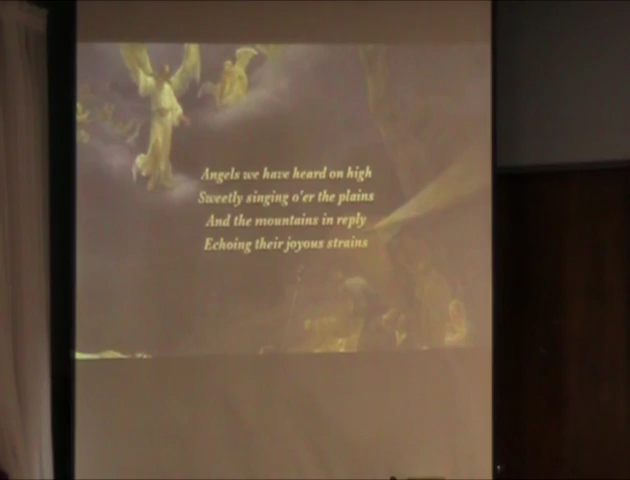 Angels we have heard on high
Sweetly singing o'er the plains
And the mountains in reply
Echoing their joyous strains